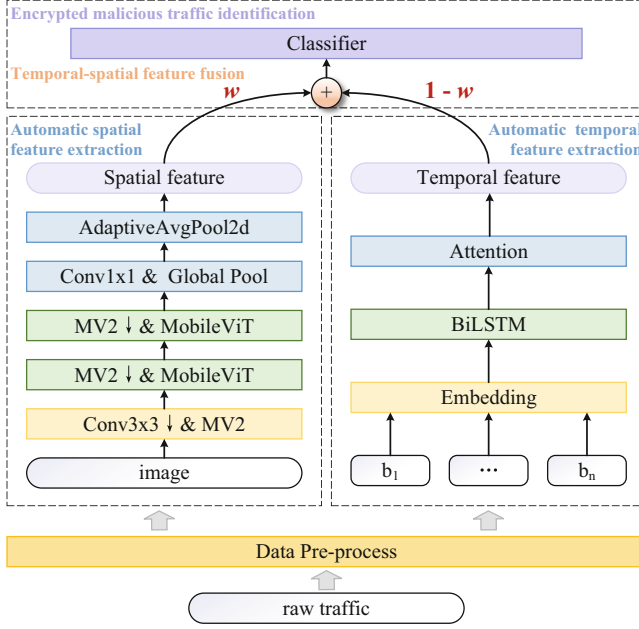 Encrypted malicious traffic identification
Classifier
Temporal-spatial feature fusion
w
+
1 - w
Automatic spatial
feature extraction
Spatial feature
AdaptiveAvgPool2d
Conv1x1 & Global Pool
MV2 ↓ & MobileViT
MV2 ↓ & MobileViT
Conv3x3 ↓ & MV2
image
Automatic temporal
feature extraction
Temporal feature
Attention
BiLSTM
Embedding
b1 ··· bn
Data Pre-process
raw traffic